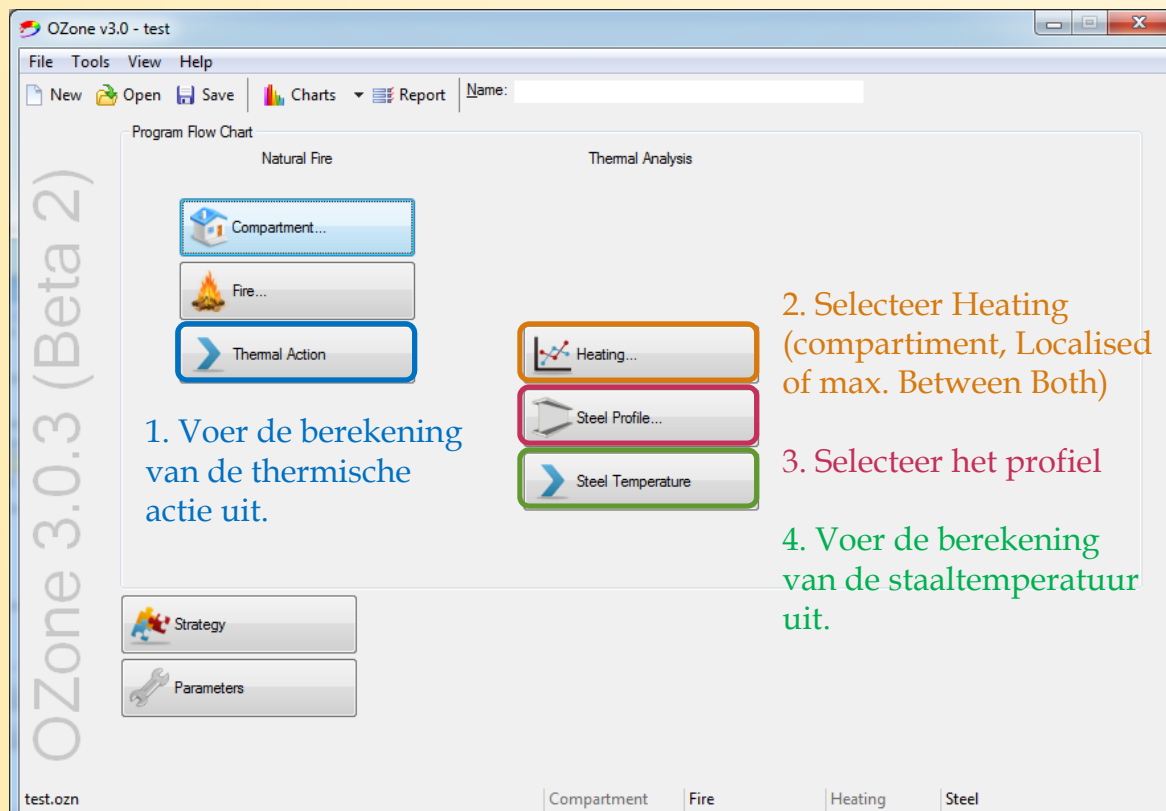 OZone v3.0 - test
File Tools View Help
New Open Save Charts Report Name:
Program Flow Chart
Natural Fire
Thermal Analysis
Compartment...
Fire...
Thermal Action
Heating...
Steel Profile...
Steel Temperature
1. Voer de berekening
van de thermische
actie uit.
2. Selecteer Heating
(compartiment, Localised
of max. Between Both)
3. Selecteer het profiel
4. Voer de berekening
van de staaltemperatuur
uit.
Strategy
Parameters
OZone 3.0.3 (Beta 2)
test.ozn Compartment Fire Heating Steel